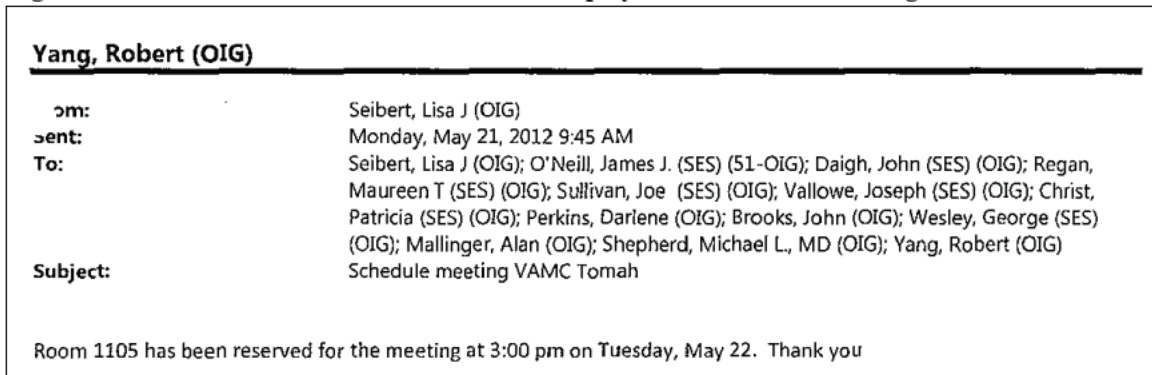 Yang, Robert (OIG)
om: Seibert, Lisa J (OIG)
ent: Monday, May 21, 2012 9:45 AM
To: Seibert, Lisa J (OIG); O'Neill, James J. (SES) (51-OIG); Daigh, John (SES) (OIG); Regan,
Maureen T (SES) (OIG); Sullivan, Joe (SES) (OIG); Vallowe, Joseph (SES) (OIG); Christ,
Patricia (SES) (OIG); Perkins, Darlene (OIG); Brooks, John (OIG); Wesley, George (SES)
(OIG); Mallinger, Alan (OIG); Shepherd, Michael L., MD (OIG); Yang, Robert (OIG)
Subject: Schedule meeting VAMC Tomah
Room 1105 has been reserved for the meeting at 3:00 pm on Tuesday, May 22. Thank you